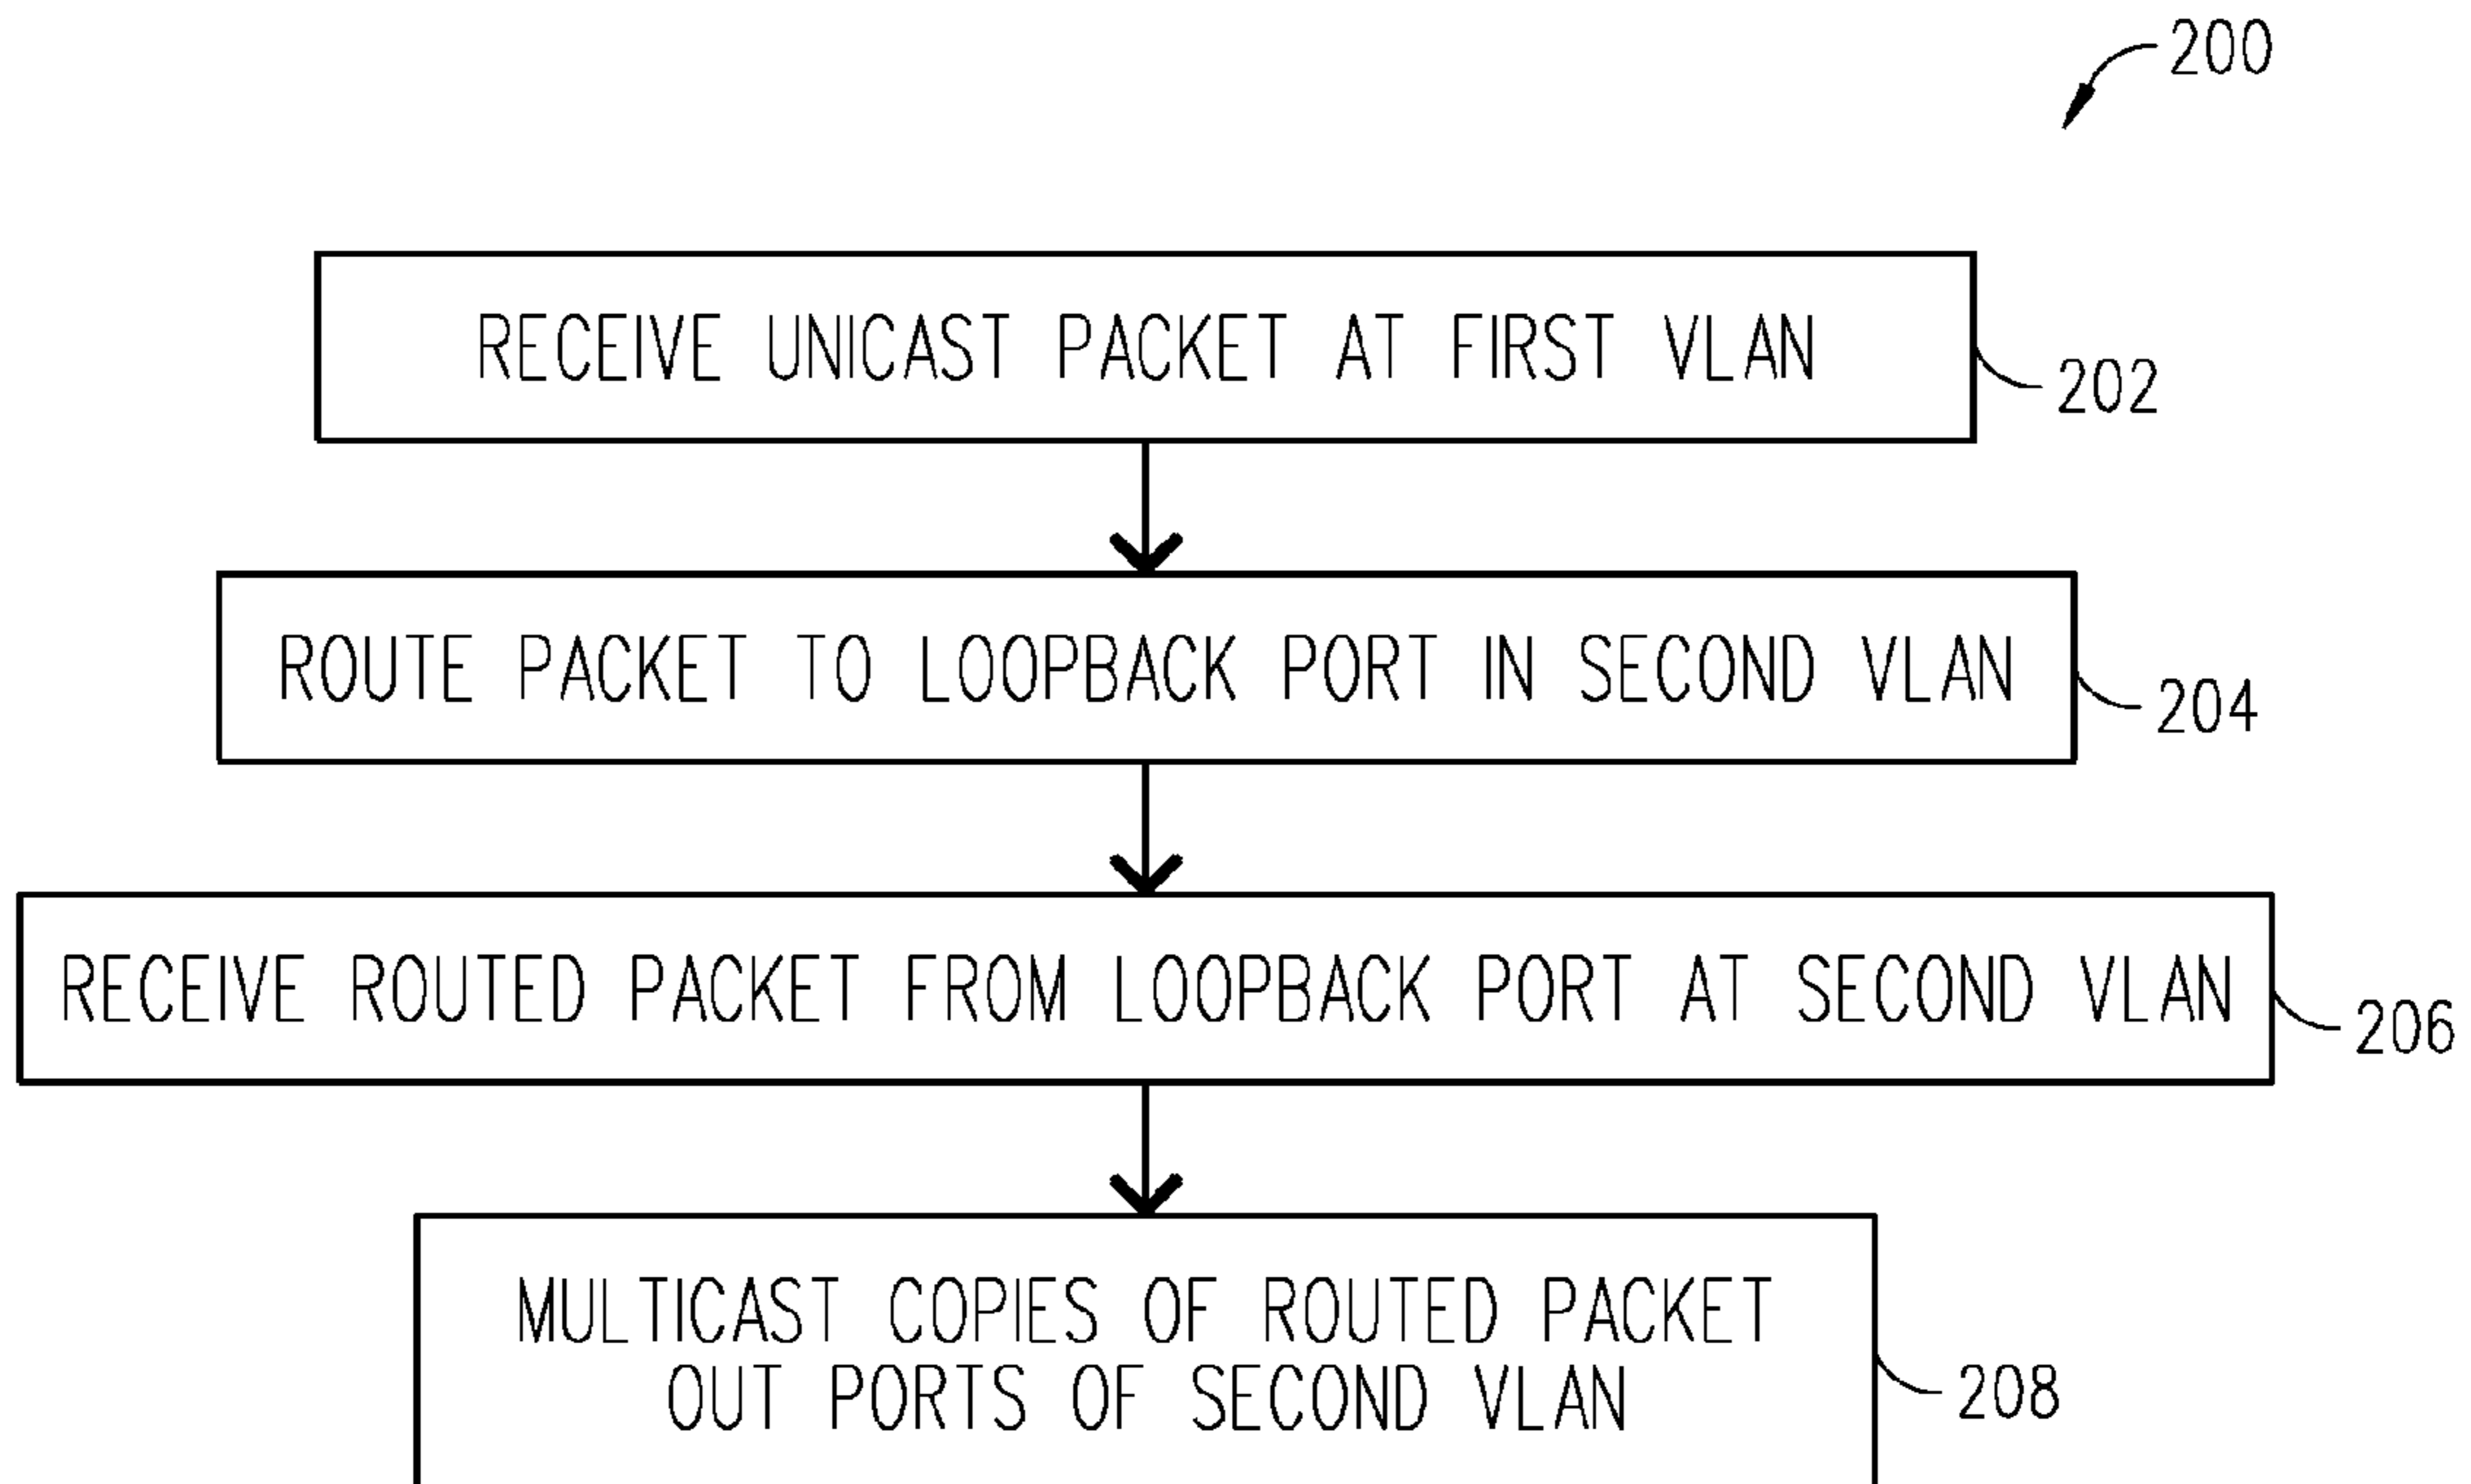 200
RECEIVE UNICAST PACKET AT FIRST VLAN
202
ROUTE PACKET TO LOOPBACK PORT IN SECOND VLAN
204
RECEIVE ROUTED PACKET FROM LOOPBACK PORT AT SECOND VLAN
206
MULTICAST COPIES OF ROUTED PACKET
OUT PORTS OF SECOND VLAN
208